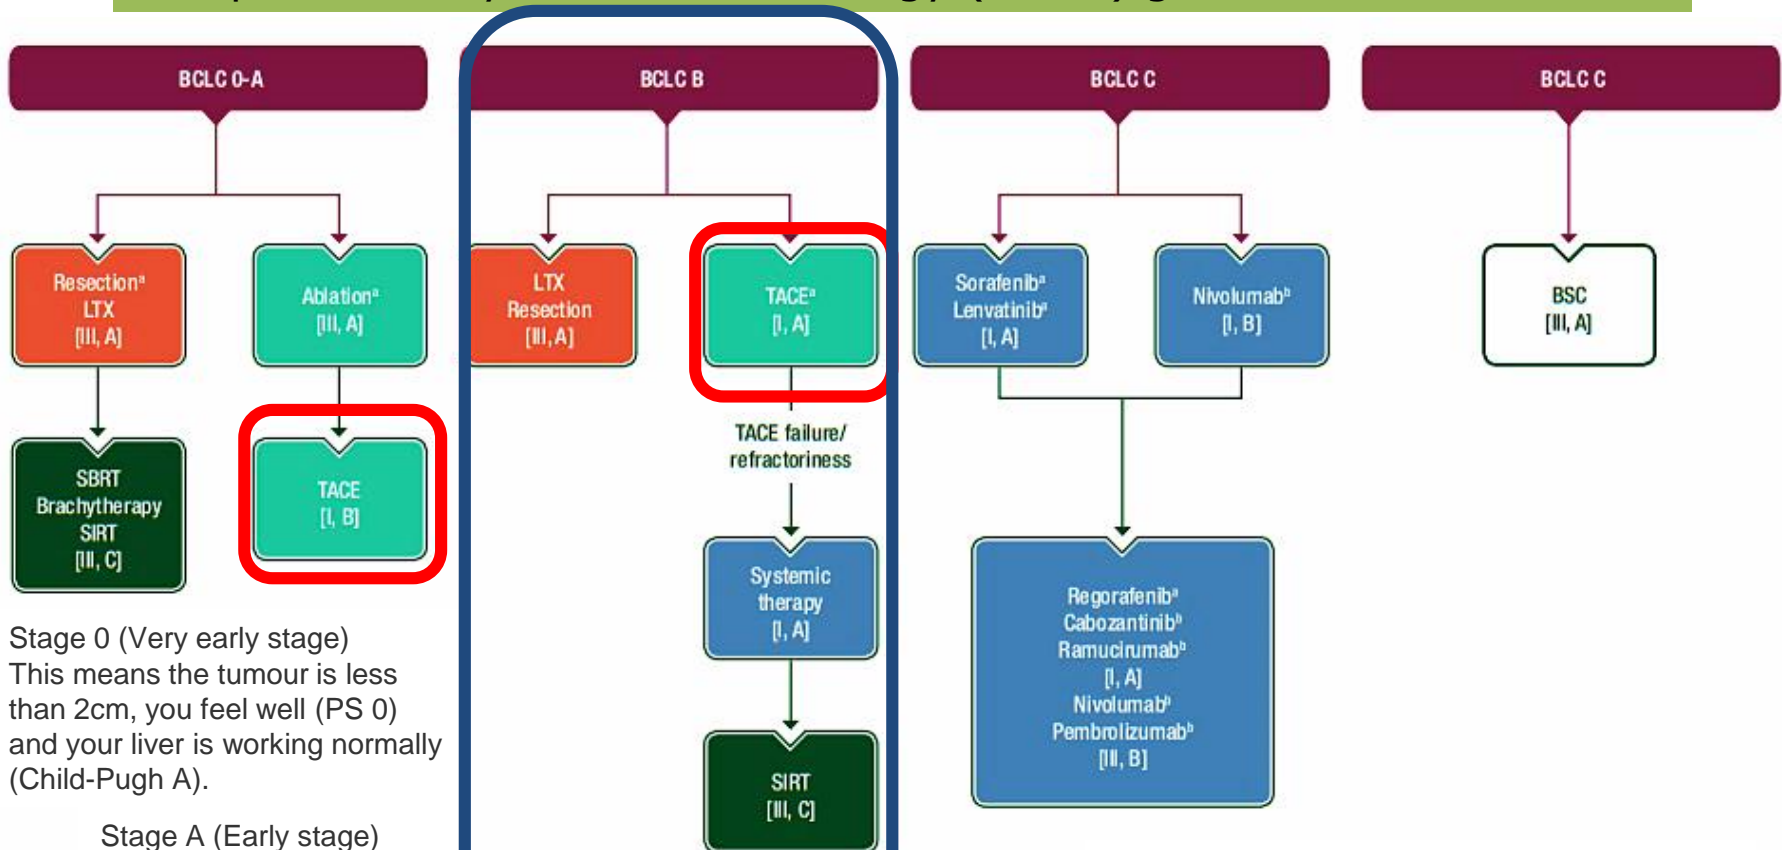 BCLC 0-A
Resectionᵃ
LTX
[III, A]
Ablationᵃ
[III, A]
SBRT
Brachytherapy
SIRT
[III, C]
TACE
[I, B]
Stage 0 (Very early stage)
This means the tumour is less
than 2cm, you feel well (PS 0)
and your liver is working normally
(Child-Pugh A).
Stage A (Early stage)
BCLC B
LTX
Resection
[III, A]
TACEᵃ
[I, A]
TACE failure/
refractoriness
Systemic
therapy
[I, A]
SIRT
[III, C]
BCLC C
Sorafenibᵃ
Lenvatinibᵃ
[I, A]
Nivolumabᵇ
[I, B]
Regorafenibᵃ
Cabozantinibᵇ
Ramucirumabᵇ
[I, A]
Nivolumabᵇ
Pembrolizumabᵇ
[III, B]
BCLC C
BSC
[III, A]